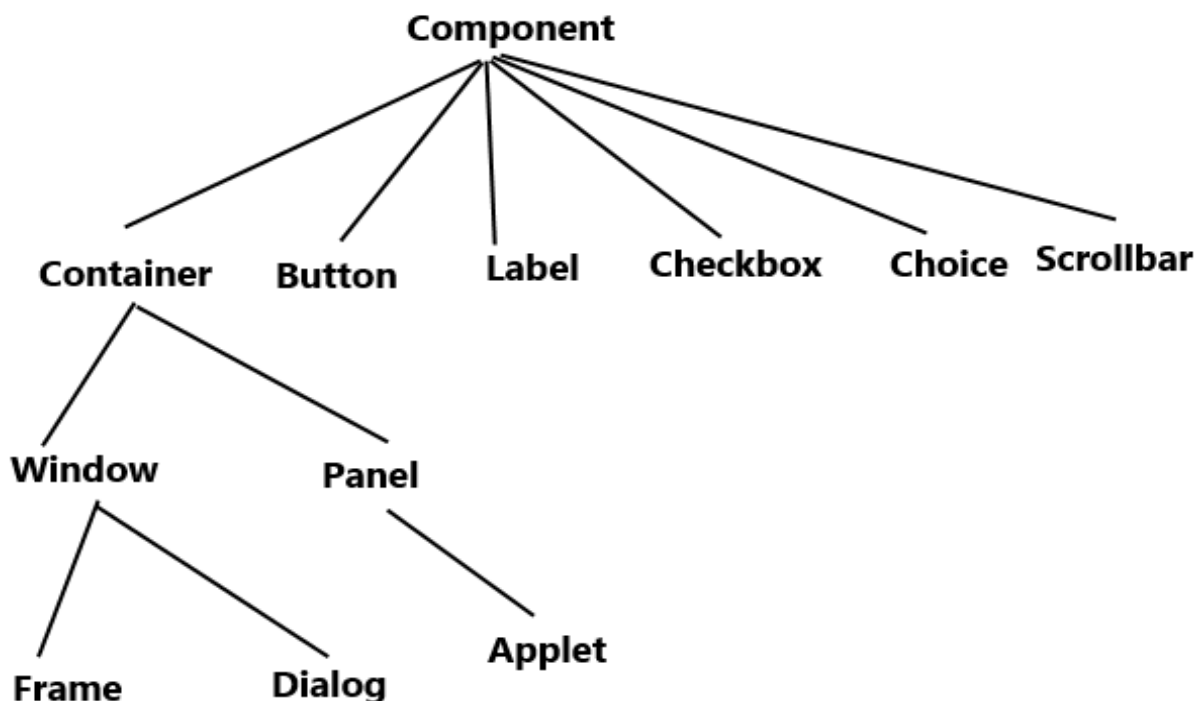 Component
Container
Button
Label
Checkbox
Choice
Scrollbar
Window
Panel
Frame
Dialog
Applet